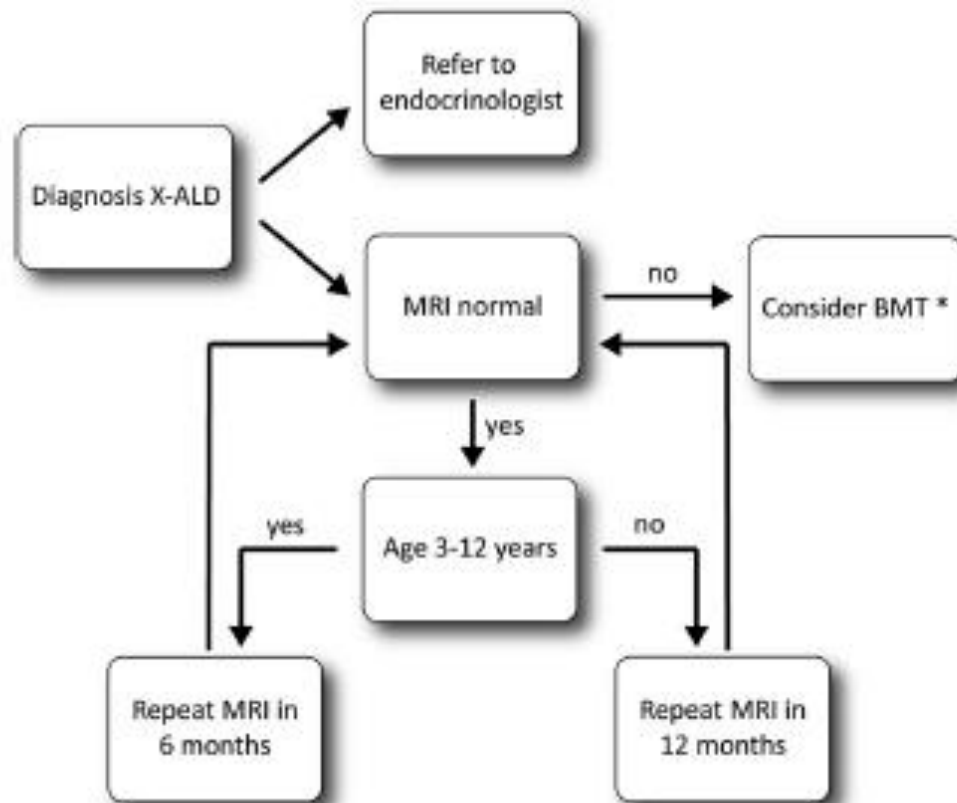 Refer to
endocrinologist
Diagnosis X-ALD
MRI normal
no
Consider BMT *
yes
yes
Age 3-12 years
no
Repeat MRI in
6 months
Repeat MRI in
12 months